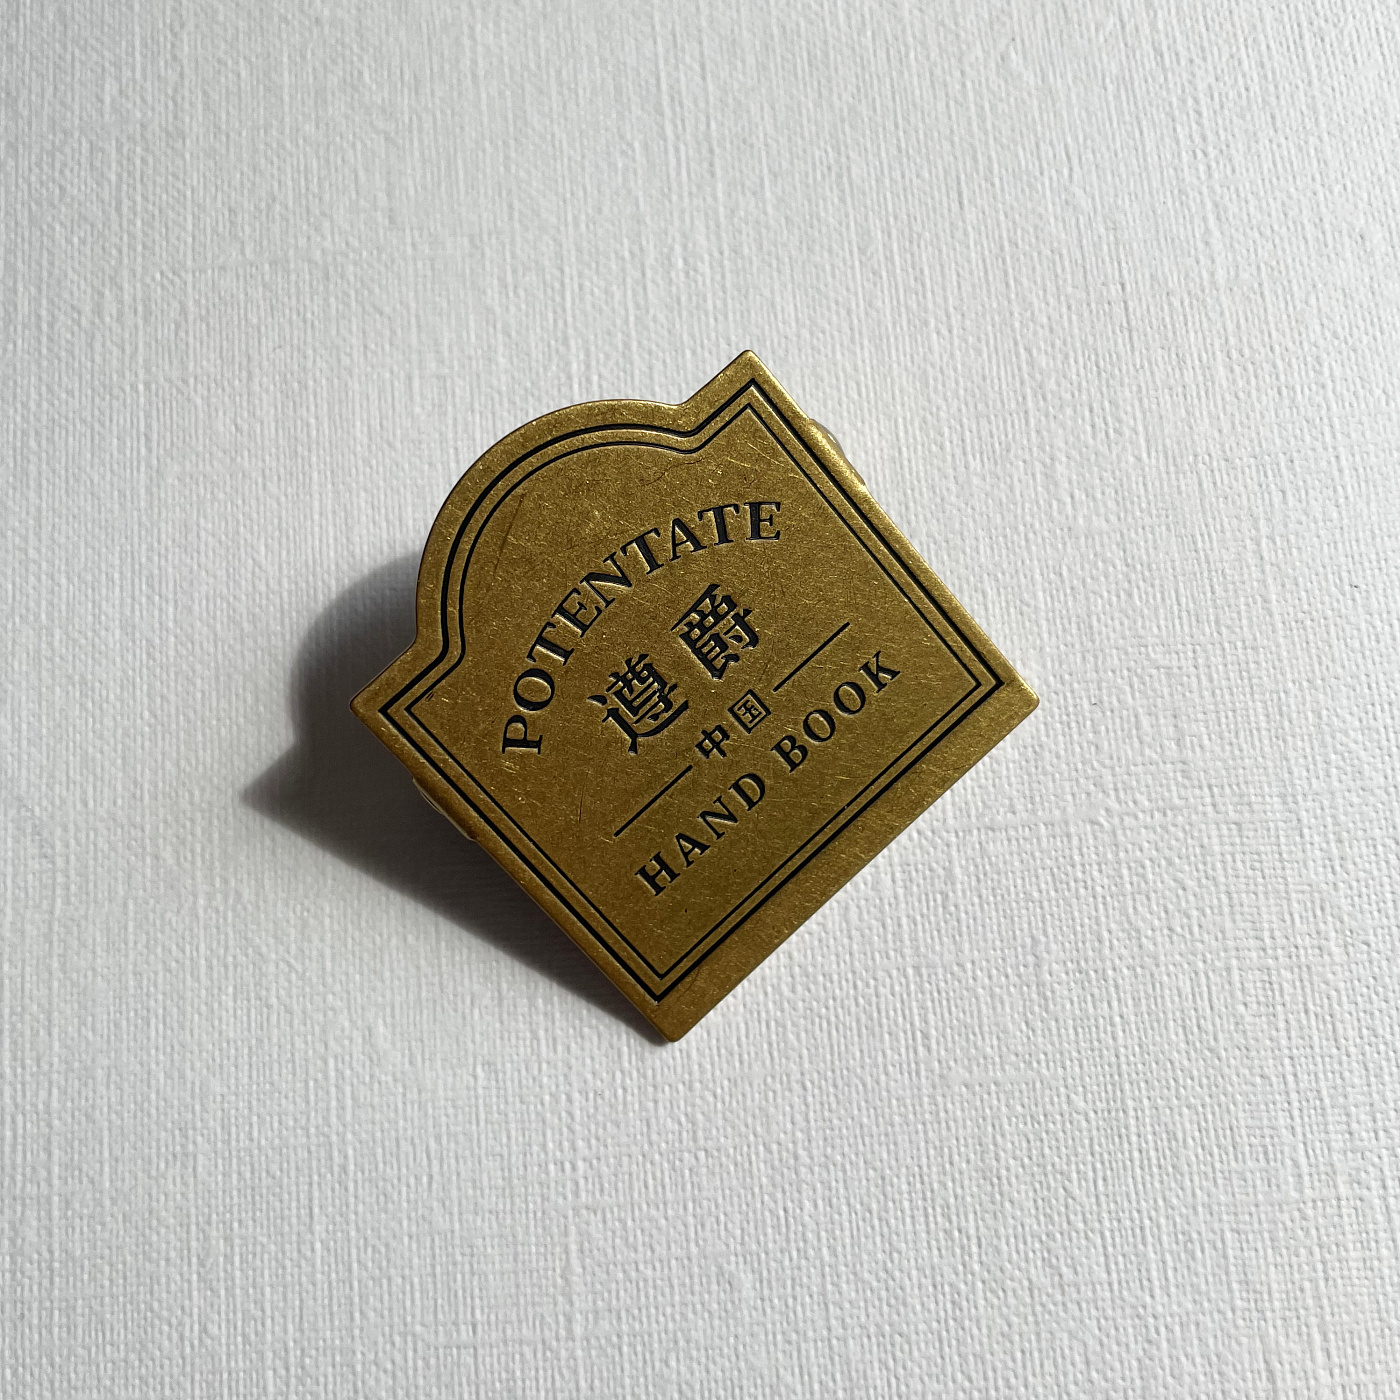 POTENTATE
遵爵
中国
HAND BOOK